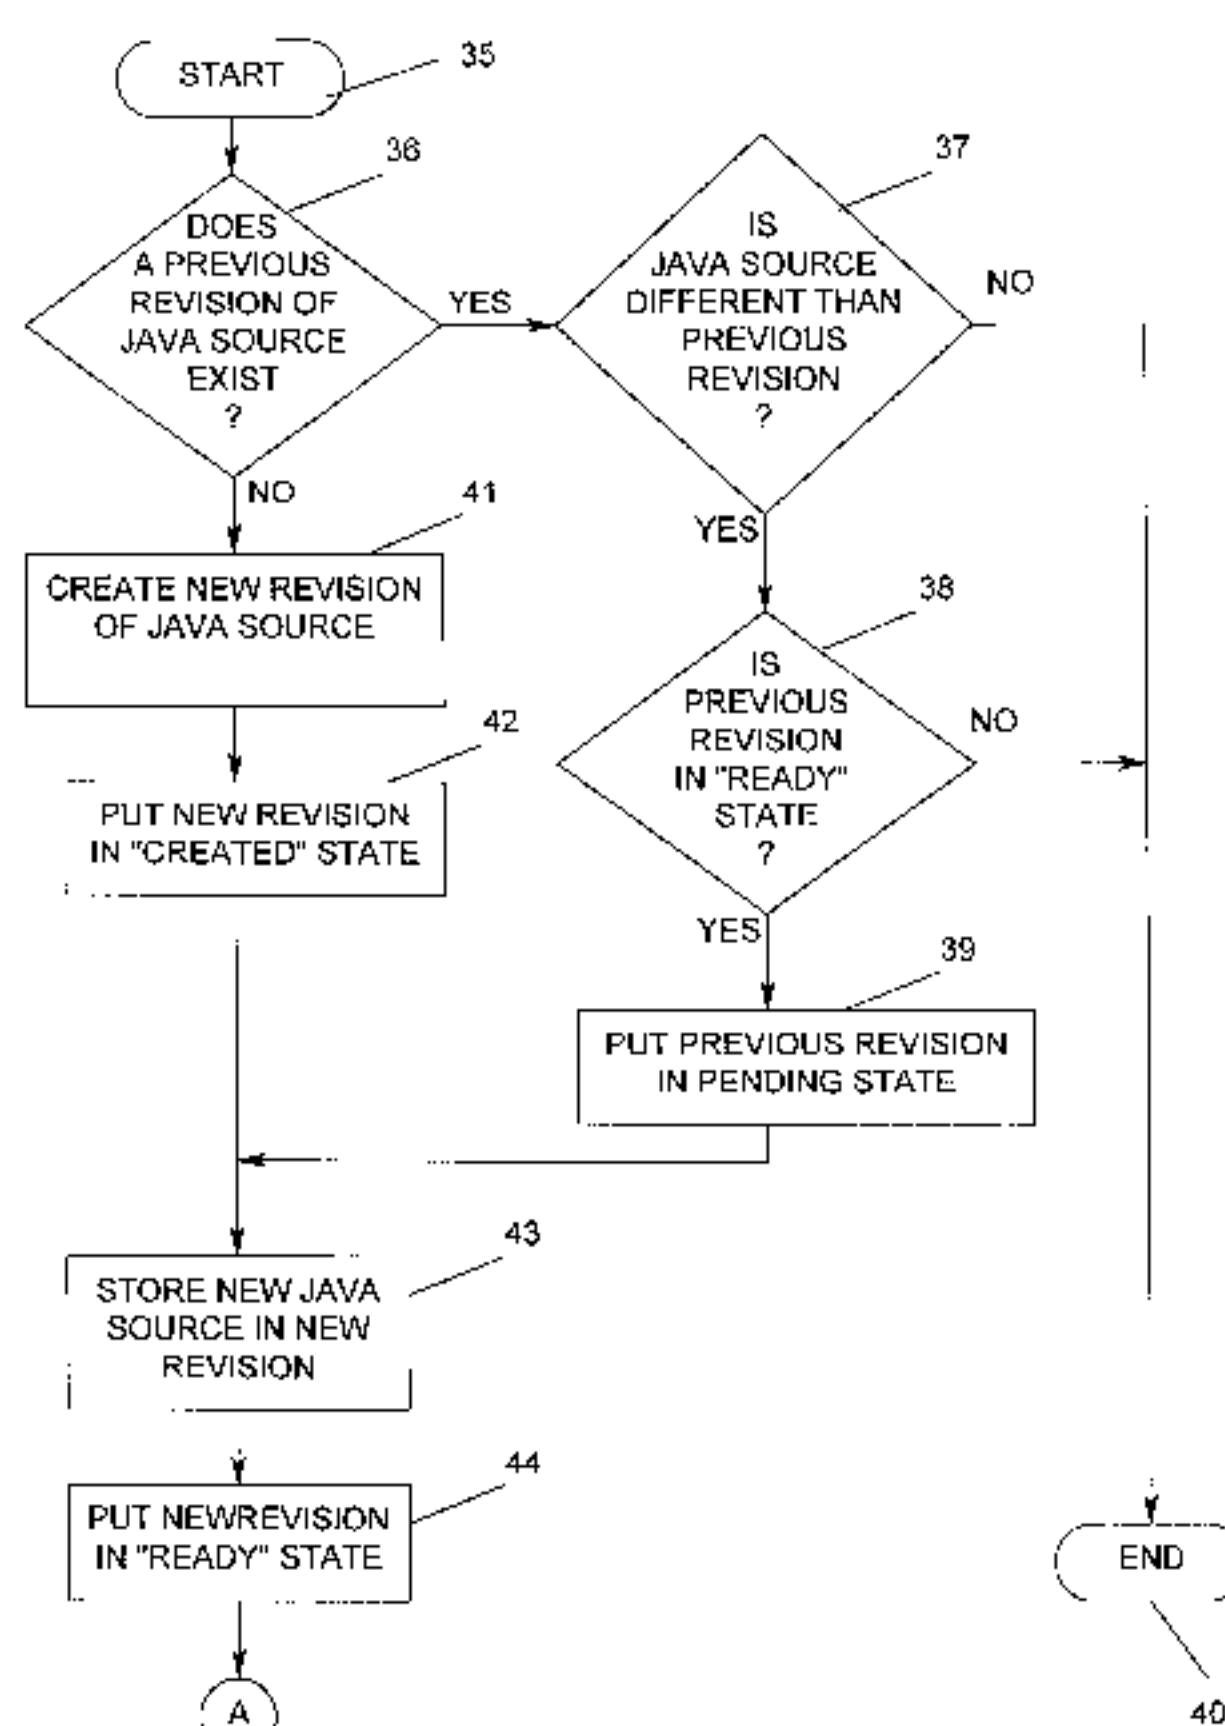 START
35
36
DOES
A PREVIOUS
REVISION OF
JAVA SOURCE
EXIST
?
YES
NO
37
IS
JAVA SOURCE
DIFFERENT THAN
PREVIOUS
REVISION
?
NO
YES
41
CREATE NEW REVISION
OF JAVA SOURCE
38
IS
PREVIOUS
REVISION
IN "READY"
STATE
?
NO
YES
42
PUT NEW REVISION
IN "CREATED" STATE
39
PUT PREVIOUS REVISION
IN PENDING STATE
43
STORE NEW JAVA
SOURCE IN NEW
REVISION
44
PUT NEWREVISION
IN "READY" STATE
END
40
A